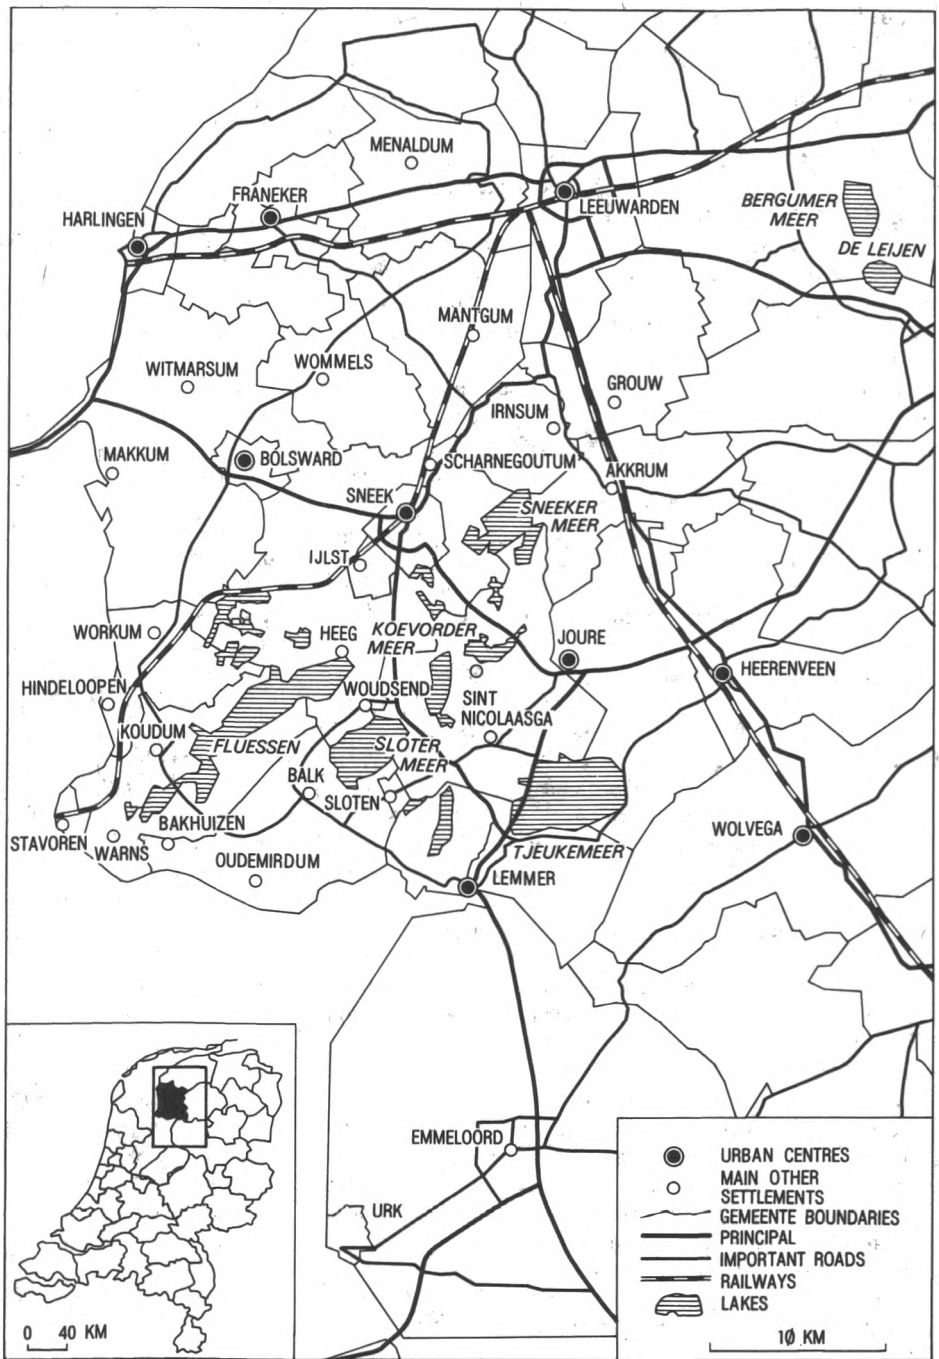 MENALDUM
FRANEKER
HARLINGEN
LEEUWARDEN
BERGUMER
MEER
DE LEIJEN
MANTGUM
WITMARSUM
WOMMELS
GROUW
IRNSUM
MAKKUM
BOLSWARD
SCHARNEGOUTUM
AKKRUM
SNEEK
SNEEKER
MEER
IJLST
WORKUM
HEEG
KOEVORDER
MEER
JOURE
HEERENVEEN
HINDELOOPEN
WOUDSEND
SINT
NICOLAASGA
KOUDUM
FLUESSEN
SLOTER
MEER
BALK
SLOTEN
STAVOREN
WARNS
BAKHUIZEN
WOLVEGA
TJEUKEMEER
OUDEMIRDUM
LEMMER
EMMELOORD
URK
0 40 KM
URBAN CENTRES
MAIN OTHER
SETTLEMENTS
GEMEENTE BOUNDARIES
PRINCIPAL
IMPORTANT ROADS
RAILWAYS
LAKES
10 KM